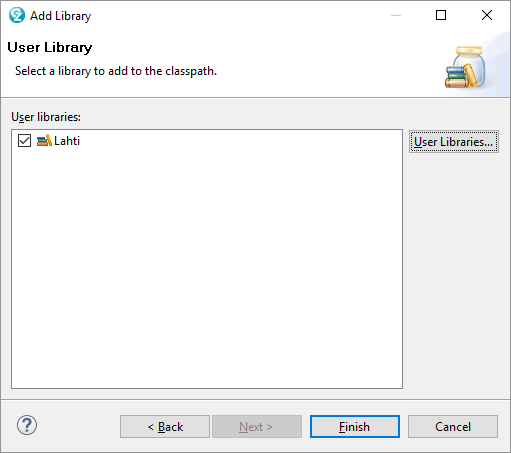 Add Library
User Library
Select a library to add to the classpath.
User libraries:
Lahti
User Libraries...
< Back
Next >
Finish
Cancel